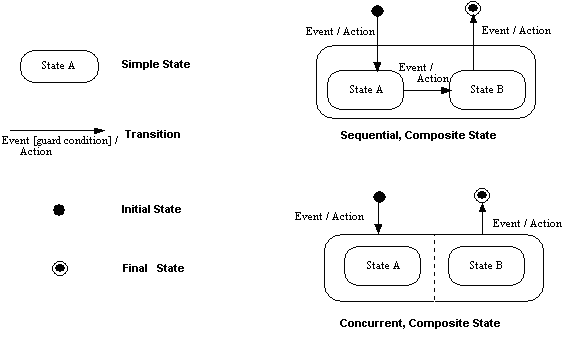 State A
Simple State
Event [guard condition] /
Action
Transition
Initial State
Final State
Event / Action
Event / Action
Event /
Action
State A
State B
Sequential, Composite State
Event / Action
Event / Action
State A
State B
Concurrent, Composite State